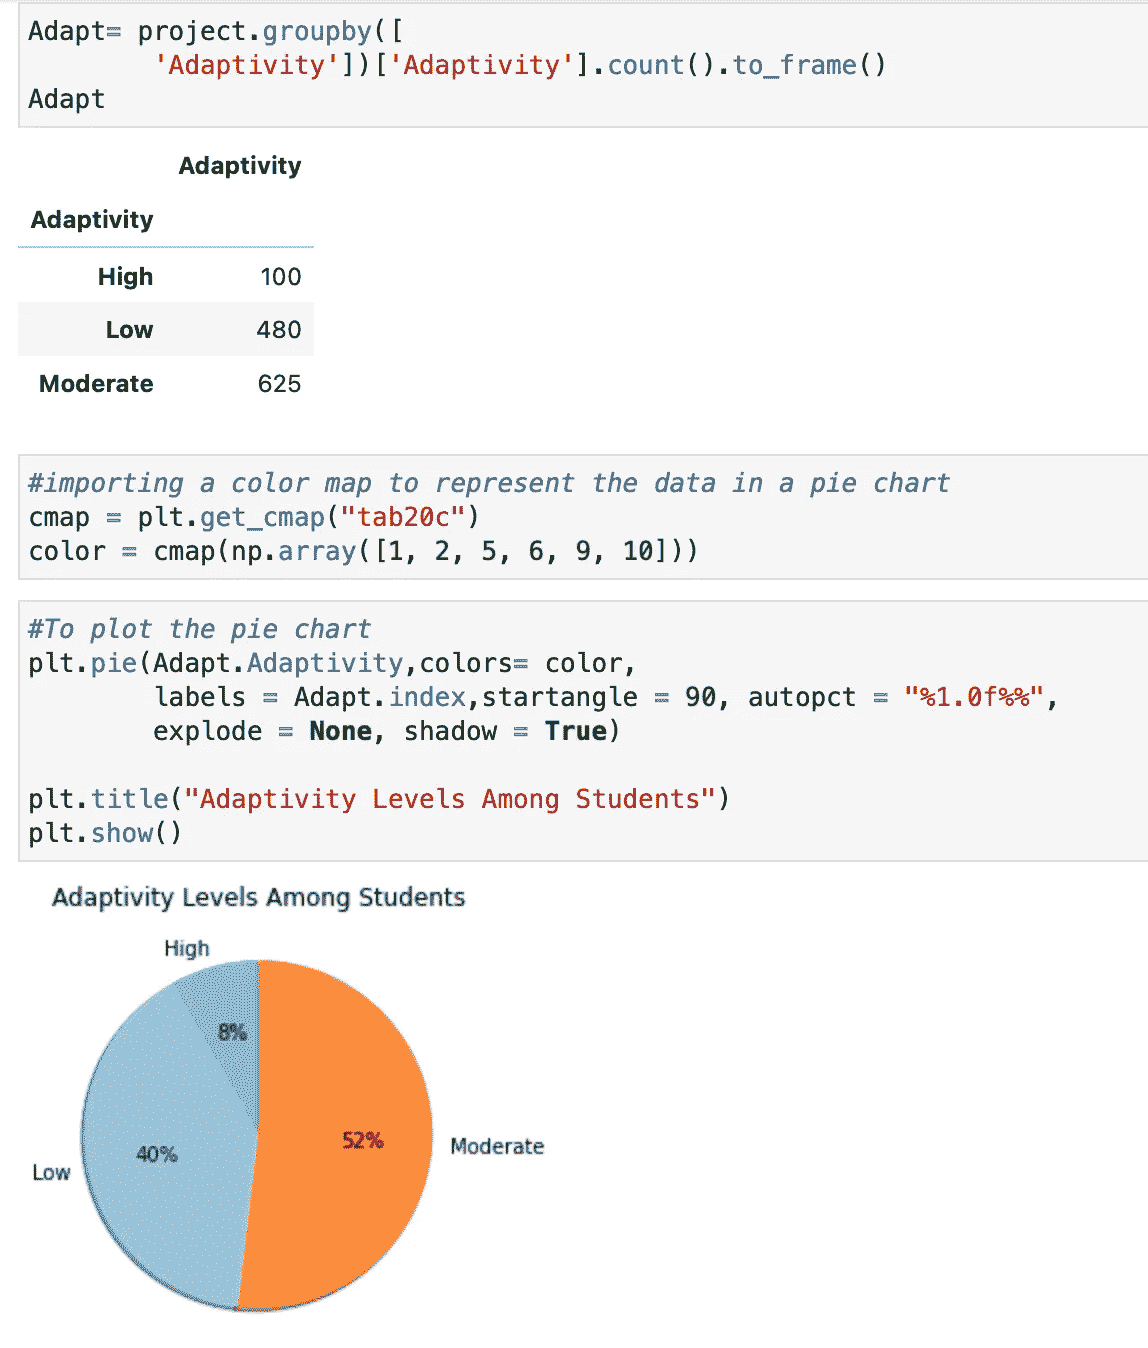 Adapt= project.groupby([
'Adaptivity'])['Adaptivity'].count().to_frame()
Adapt
Adaptivity
Adaptivity
High 100
Low 480
Moderate 625
#importing a color map to represent the data in a pie chart
cmap = plt.get_cmap("tab20c")
color = cmap(np.array([1, 2, 5, 6, 9, 10]))
#To plot the pie chart
plt.pie(Adapt.Adaptivity,colors= color,
labels = Adapt.index,startangle = 90, autopct = "%1.0f%%",
explode = None, shadow = True)
plt.title("Adaptivity Levels Among Students")
plt.show()
Adaptivity Levels Among Students
High
8%
52%
Moderate
40%
Low